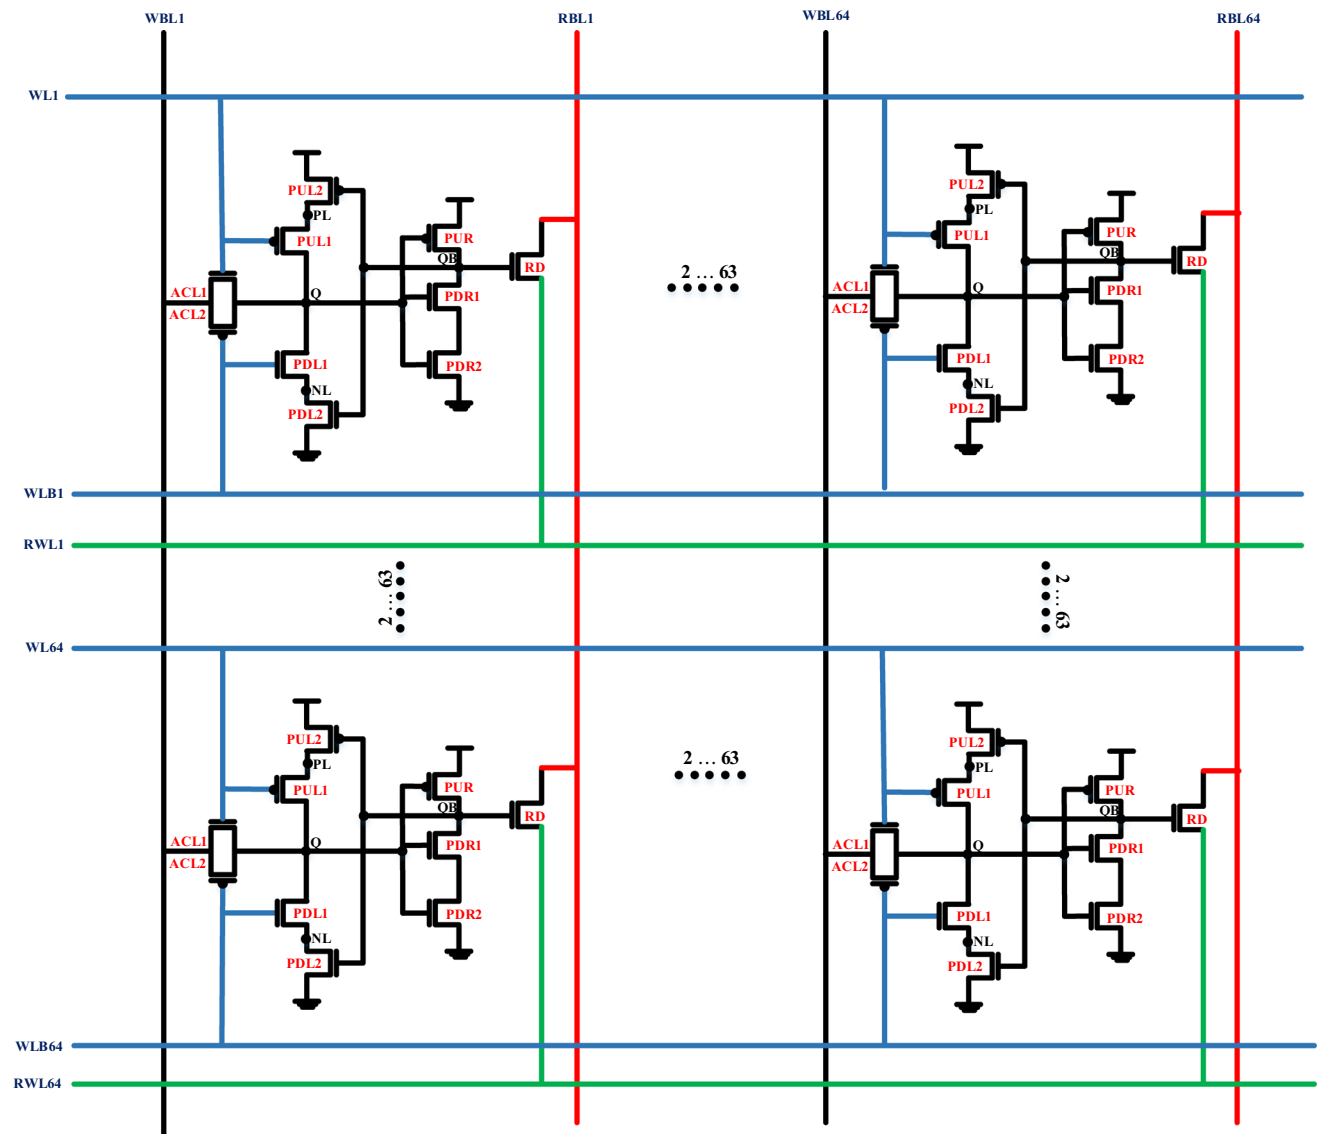 WBL1
RBL1
WBL64
RBL64
WL1
PUL2
PL
PUL1
PUR
QB
RD
ACL1
Q
ACL2
PDR1
PDL1
PDR2
NL
PDL2
2 ... 63
PUL2
PL
PUL1
PUR
QB
RD
ACL1
Q
ACL2
PDR1
PDL1
PDR2
NL
PDL2
WLB1
RWL1
2 ... 63
2 ... 63
WL64
PUL2
PL
PUL1
PUR
QB
RD
ACL1
Q
ACL2
PDR1
PDL1
PDR2
NL
PDL2
2 ... 63
PUL2
PL
PUL1
PUR
QB
RD
ACL1
Q
ACL2
PDR1
PDL1
PDR2
NL
PDL2
WLB64
RWL64